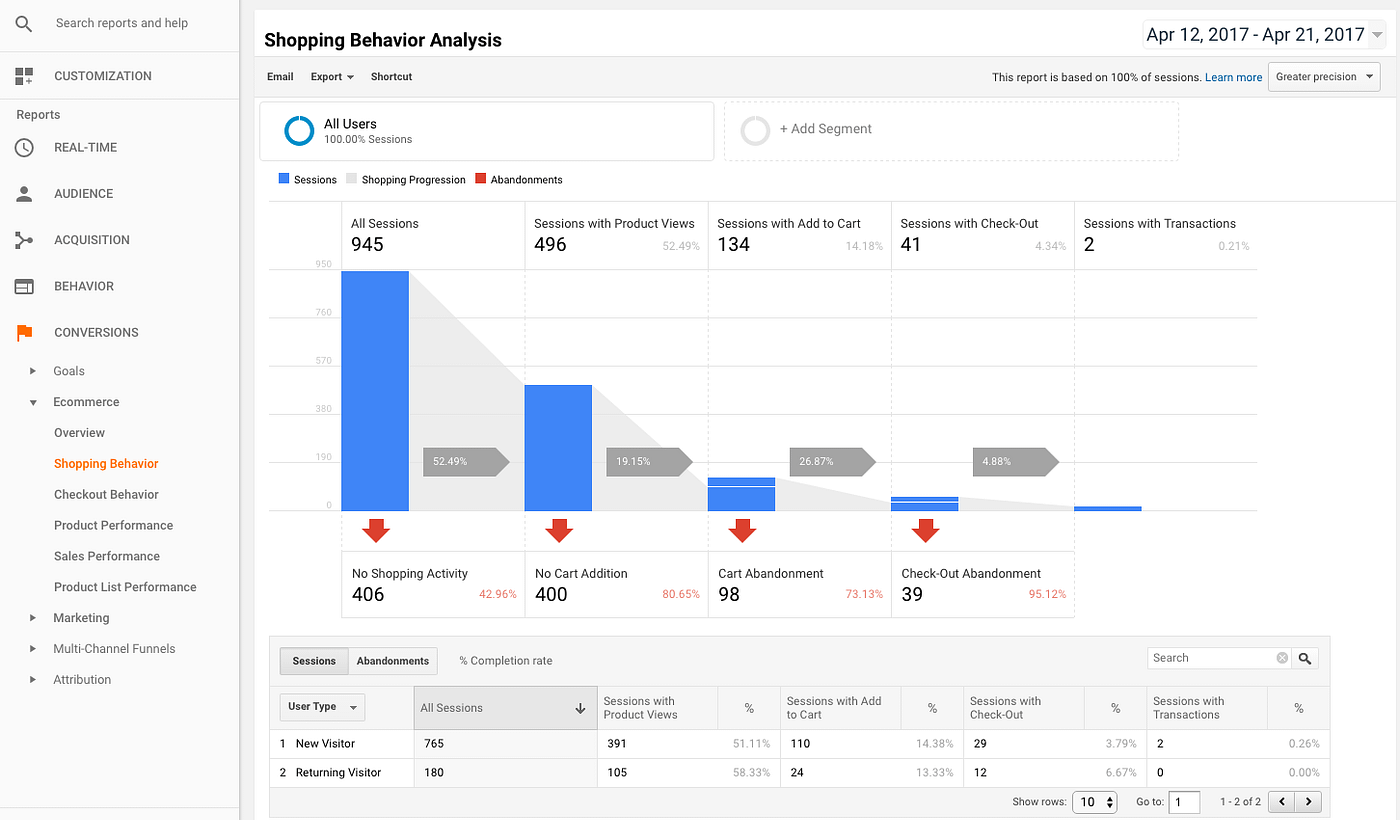 Search reports and help
CUSTOMIZATION
Reports
REAL-TIME
AUDIENCE
ACQUISITION
BEHAVIOR
CONVERSIONS
Goals
Ecommerce
Overview
Shopping Behavior
Checkout Behavior
Product Performance
Sales Performance
Product List Performance
Marketing
Multi-Channel Funnels
Attribution
Shopping Behavior Analysis
Apr 12, 2017 - Apr 21, 2017
Email Export Shortcut
This report is based on 100% of sessions. Learn more Greater precision
All Users
100.00% Sessions
+ Add Segment
Sessions Shopping Progression Abandonments
All Sessions Sessions with Product Views Sessions with Add to Cart Sessions with Check-Out Sessions with Transactions
945 496 52.49% 134 14.18% 41 4.34% 2 0.21%
950
760
570
380
190
0
52.49% 19.15% 26.87% 4.88%
No Shopping Activity No Cart Addition Cart Abandonment Check-Out Abandonment
406 42.96% 400 80.65% 98 73.13% 39 95.12%
Sessions Abandonments % Completion rate Search
User Type All Sessions Sessions with Product Views % Sessions with Add to Cart % Sessions with Check-Out % Sessions with Transactions %
1 New Visitor 765 391 51.11% 110 14.38% 29 3.79% 2 0.26%
2 Returning Visitor 180 105 58.33% 24 13.33% 12 6.67% 0 0.00%
Show rows: 10 Go to: 1 1 - 2 of 2